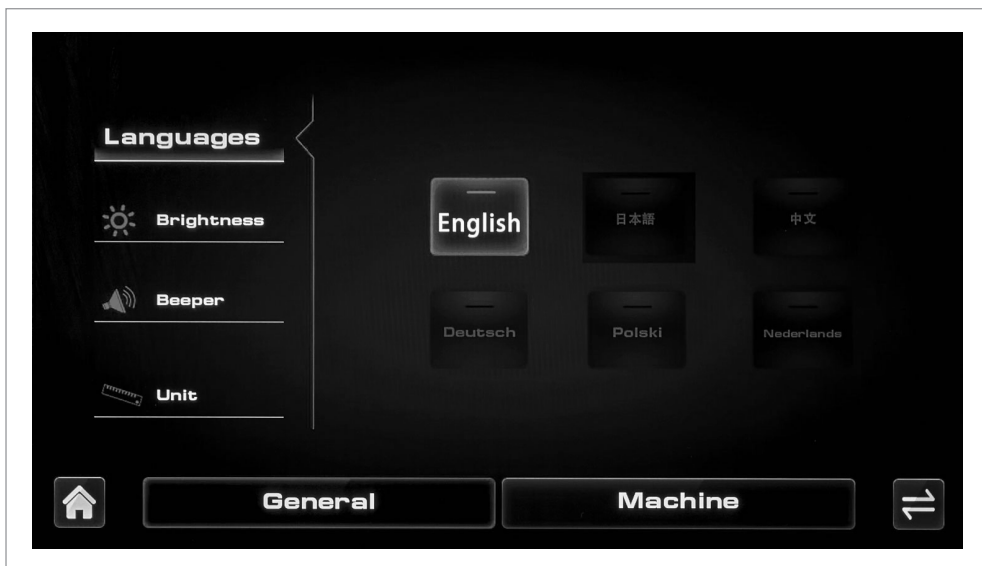 Languages
Brightness
Beeper
Unit
English
日本語
中文
Deutsch
Polski
Nederlands
General
Machine